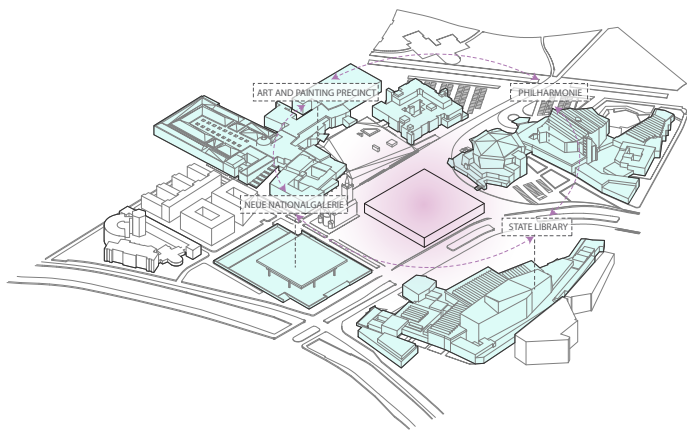 ART AND PAINTING PRECINCT
PHILHARMONIE
NEUE NATIONALGALERIE
STATE LIBRARY